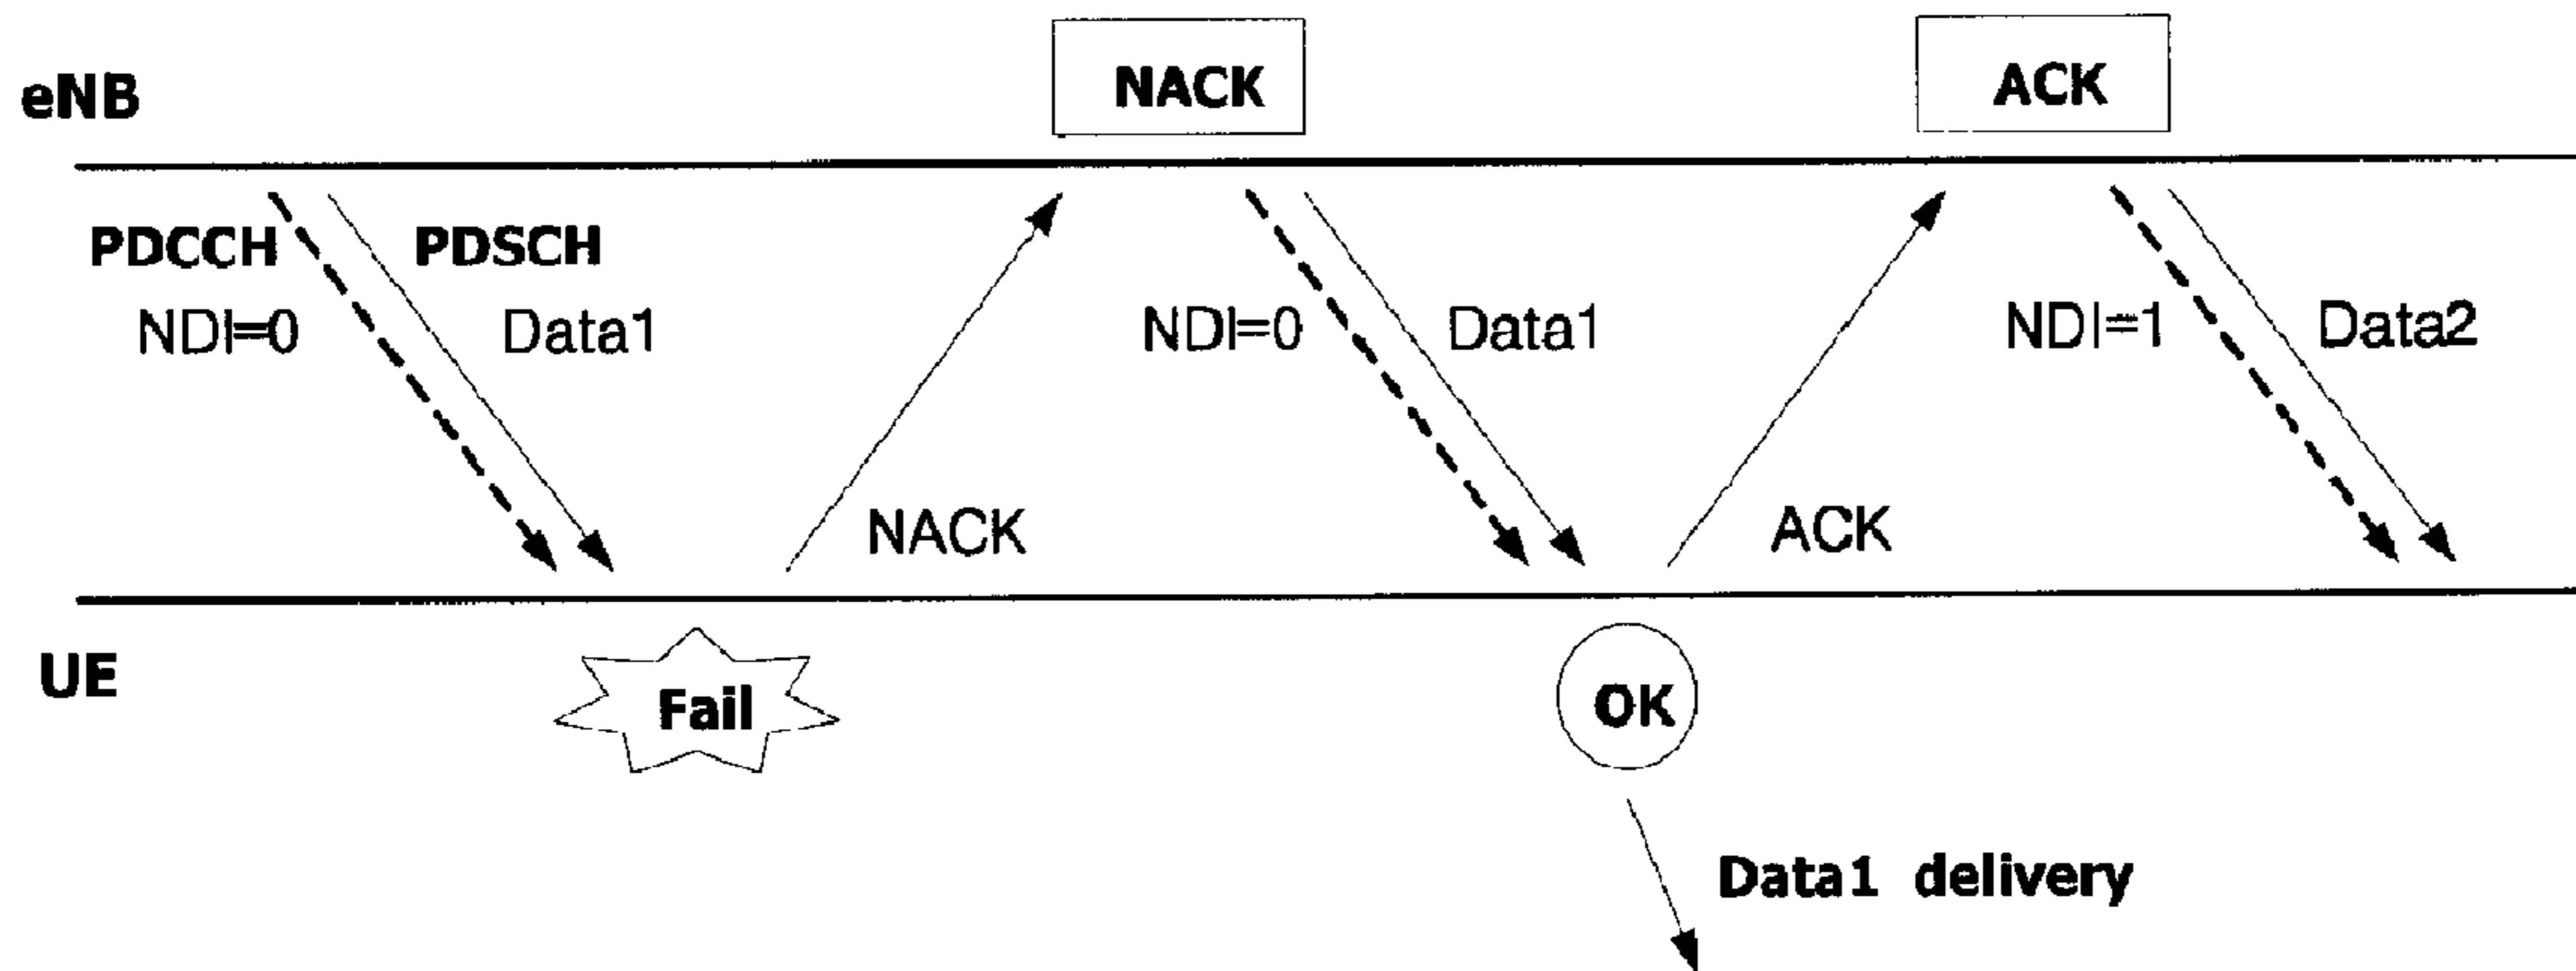 NACK
ACK
eNB
PDCCH
PDSCH
NDI=0
Data1
NDI=0
Data1
NDI=1
Data2
NACK
ACK
UE
Fail
OK
Data1 delivery